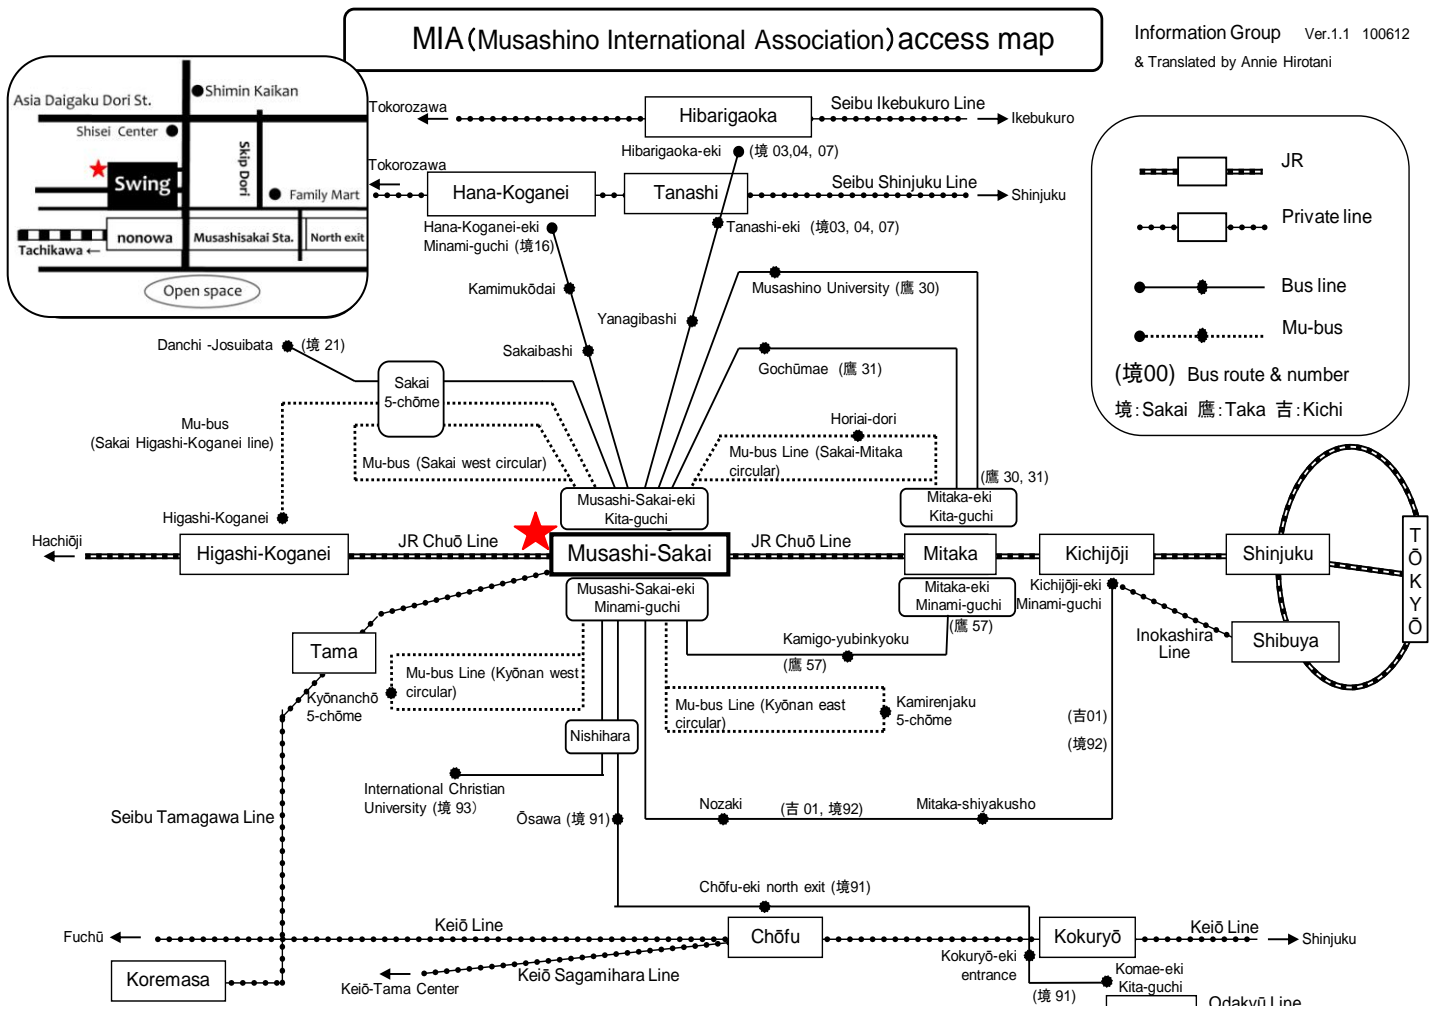 MIA(Musashino International Association)access map
Information Group Ver.1.1 100612
& Translated by Annie Hirotani
Shimin Kaikan
Asia Daigaku Dori St.
Shisei Center
Skip Dori
Swing
Family Mart
nonowa
Musashisakai Sta.
North exit
Tachikawa ←
Open space
Tokorozawa
Hibarigaoka
Seibu Ikebukuro Line
Ikebukuro
Hibarigaoka-eki
(境 03,04, 07)
Tokorozawa
Hana-Koganei
Tanashi
Seibu Shinjuku Line
Shinjuku
Hana-Koganei-eki
Minami-guchi (境16)
Tanashi-eki (境03, 04, 07)
JR
Private line
Bus line
Mu-bus
(境00) Bus route & number
境:Sakai 鷹:Taka 吉:Kichi
Kamimukōdai
Musashino University (鷹 30)
Yanagibashi
Danchi -Josuibata
(境 21)
Sakaibashi
Gochūmae (鷹 31)
Sakai
5-chōme
Mu-bus
(Sakai Higashi-Koganei line)
Horiai-dori
Mu-bus (Sakai west circular)
Mu-bus Line (Sakai-Mitaka
circular)
(鷹 30, 31)
Musashi-Sakai-eki
Kita-guchi
Mitaka-eki
Kita-guchi
Higashi-Koganei
Hachiōji
Higashi-Koganei
JR Chuō Line
Musashi-Sakai
JR Chuō Line
Mitaka
Kichijōji
Shinjuku
TŌKYŌ
Musashi-Sakai-eki
Minami-guchi
Mitaka-eki
Minami-guchi
(鷹 57)
Kichijōji-eki
Minami-guchi
Inokashira
Line
Shibuya
Tama
Kamigo-yubinkyoku
(鷹 57)
Kyōnanchō
5-chōme
Mu-bus Line (Kyōnan west
circular)
Mu-bus Line (Kyōnan east
circular)
Kamirenjaku
5-chōme
(吉01)
(境92)
Nishihara
International Christian
University (境 93)
Seibu Tamagawa Line
Ōsawa (境 91)
Nozaki
(吉 01, 境92)
Mitaka-shiyakusho
Chōfu-eki north exit (境91)
Fuchū
Keiō Line
Chōfu
Kokuryō
Keiō Line
Shinjuku
Koremasa
Keiō-Tama Center
Keiō Sagamihara Line
Kokuryō-eki
entrance
Komae-eki
Kita-guchi
(境 91)
Odakyū Line